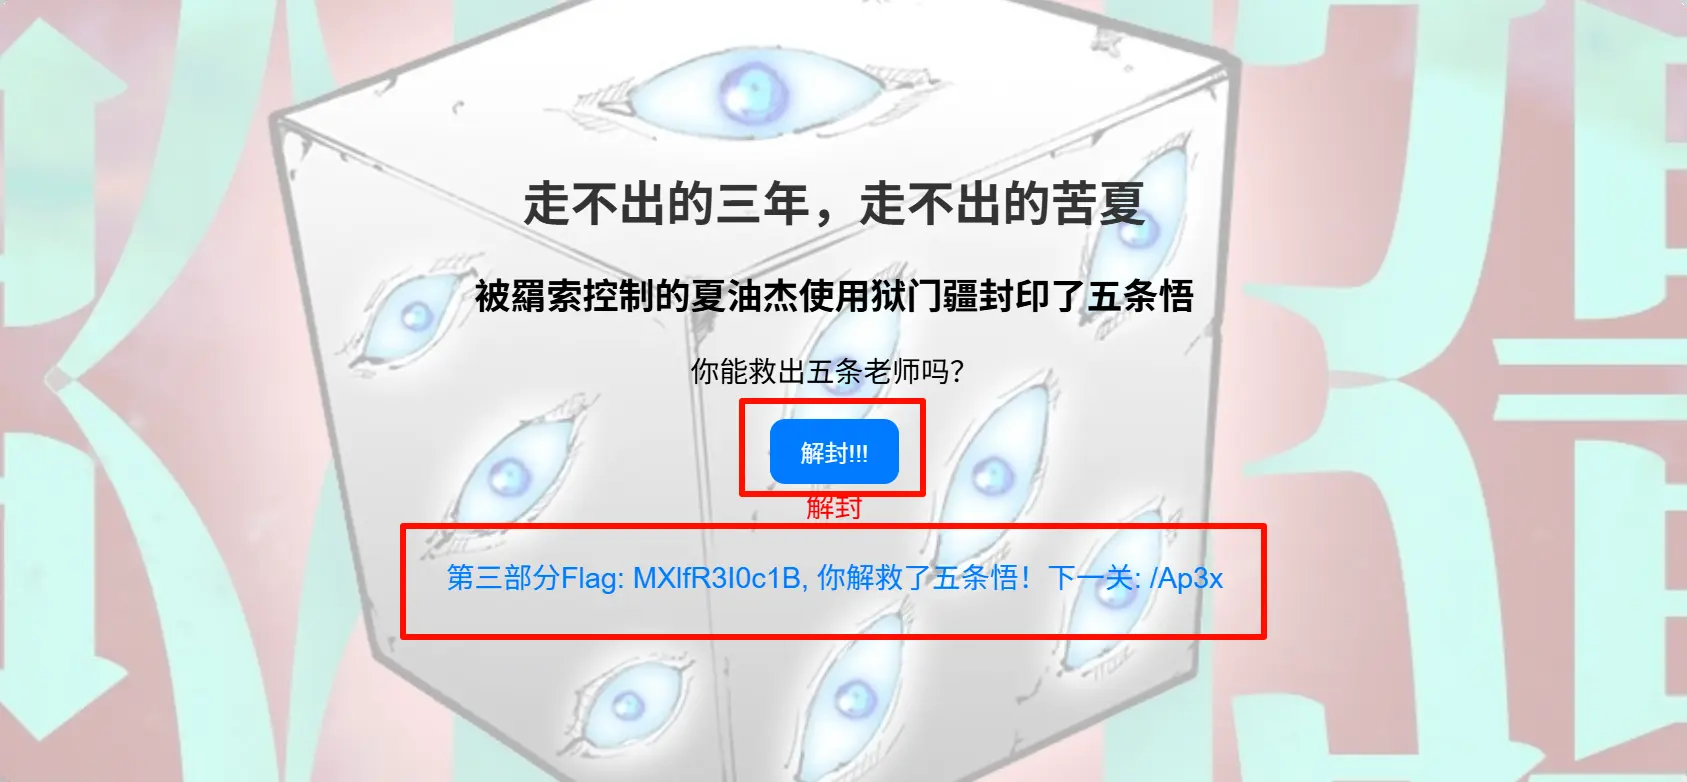 走不出的三年，走不出的苦夏
被羂索控制的夏油杰使用狱门疆封印了五条悟
你能救出五条老师吗？
解封!!!
解封
第三部分Flag: MXlfR3I0c1B, 你解救了五条悟！下一关: /Ap3x